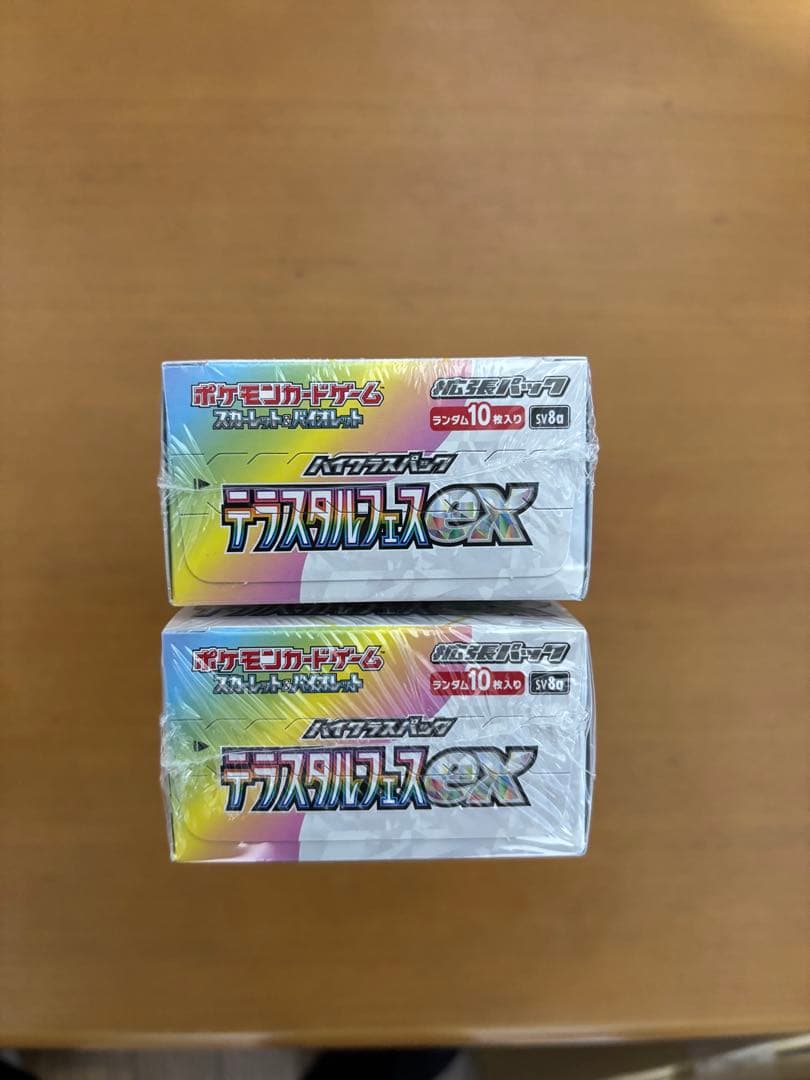 ポケモンカードゲーム
スカーレット&バイオレット
拡張パック
ランダム10枚入り SV8a
ハイクラスパック
テラスタルフェスex
ポケモンカードゲーム
スカーレット&バイオレット
拡張パック
ランダム10枚入り SV8a
ハイクラスパック
テラスタルフェスex